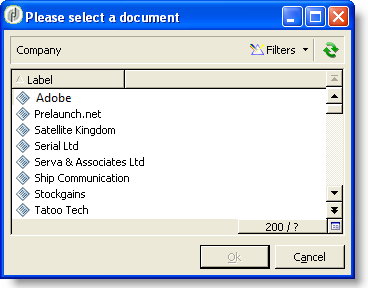 Please select a document
Company Filters
Label
Adobe
Prelaunch.net
Satellite Kingdom
Serial Ltd
Serva & Associates Ltd
Ship Communication
Stockgains
Tatoo Tech
200 / ?
Ok Cancel